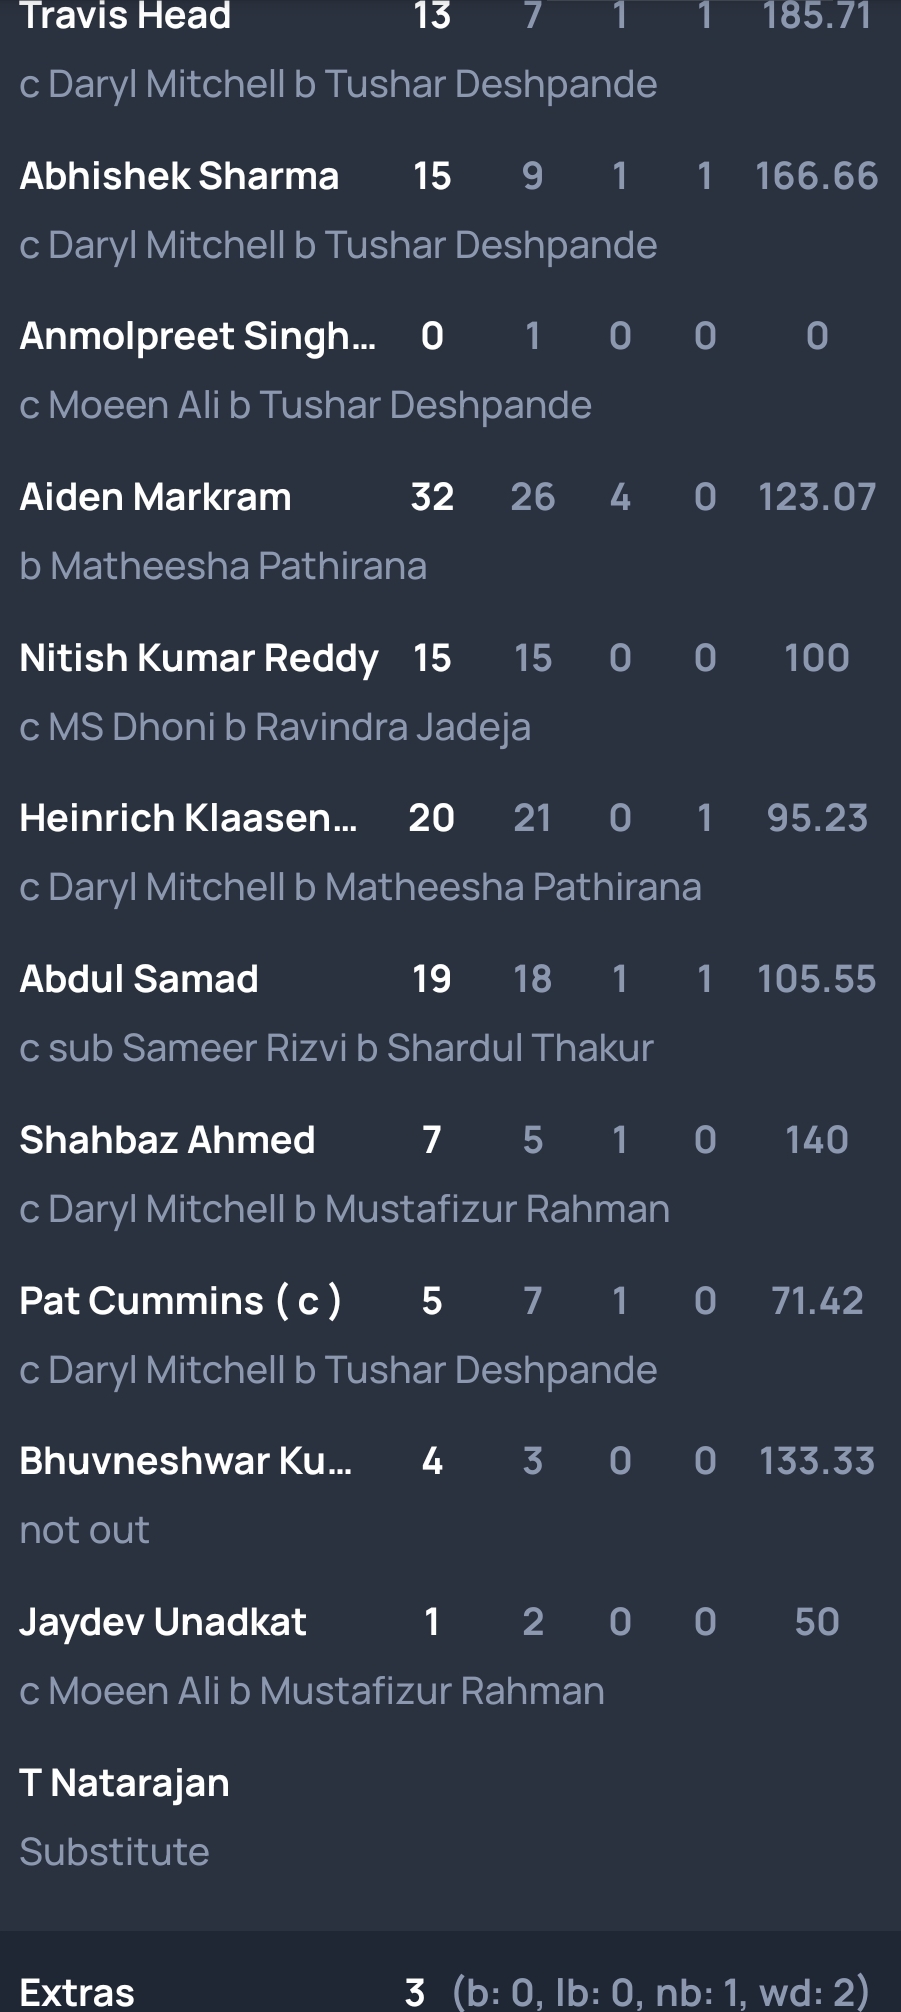 Travis Head 13 7 1 1 185.71
c Daryl Mitchell b Tushar Deshpande
Abhishek Sharma 15 9 1 1 166.66
c Daryl Mitchell b Tushar Deshpande
Anmolpreet Singh... 0 1 0 0 0
c Moeen Ali b Tushar Deshpande
Aiden Markram 32 26 4 0 123.07
b Matheesha Pathirana
Nitish Kumar Reddy 15 15 0 0 100
c MS Dhoni b Ravindra Jadeja
Heinrich Klaasen... 20 21 0 1 95.23
c Daryl Mitchell b Matheesha Pathirana
Abdul Samad 19 18 1 1 105.55
c sub Sameer Rizvi b Shardul Thakur
Shahbaz Ahmed 7 5 1 0 140
c Daryl Mitchell b Mustafizur Rahman
Pat Cummins ( c ) 5 7 1 0 71.42
c Daryl Mitchell b Tushar Deshpande
Bhuvneshwar Ku... 4 3 0 0 133.33
not out
Jaydev Unadkat 1 2 0 0 50
c Moeen Ali b Mustafizur Rahman
T Natarajan
Substitute
Extras 3 (b: 0, lb: 0, nb: 1, wd: 2)